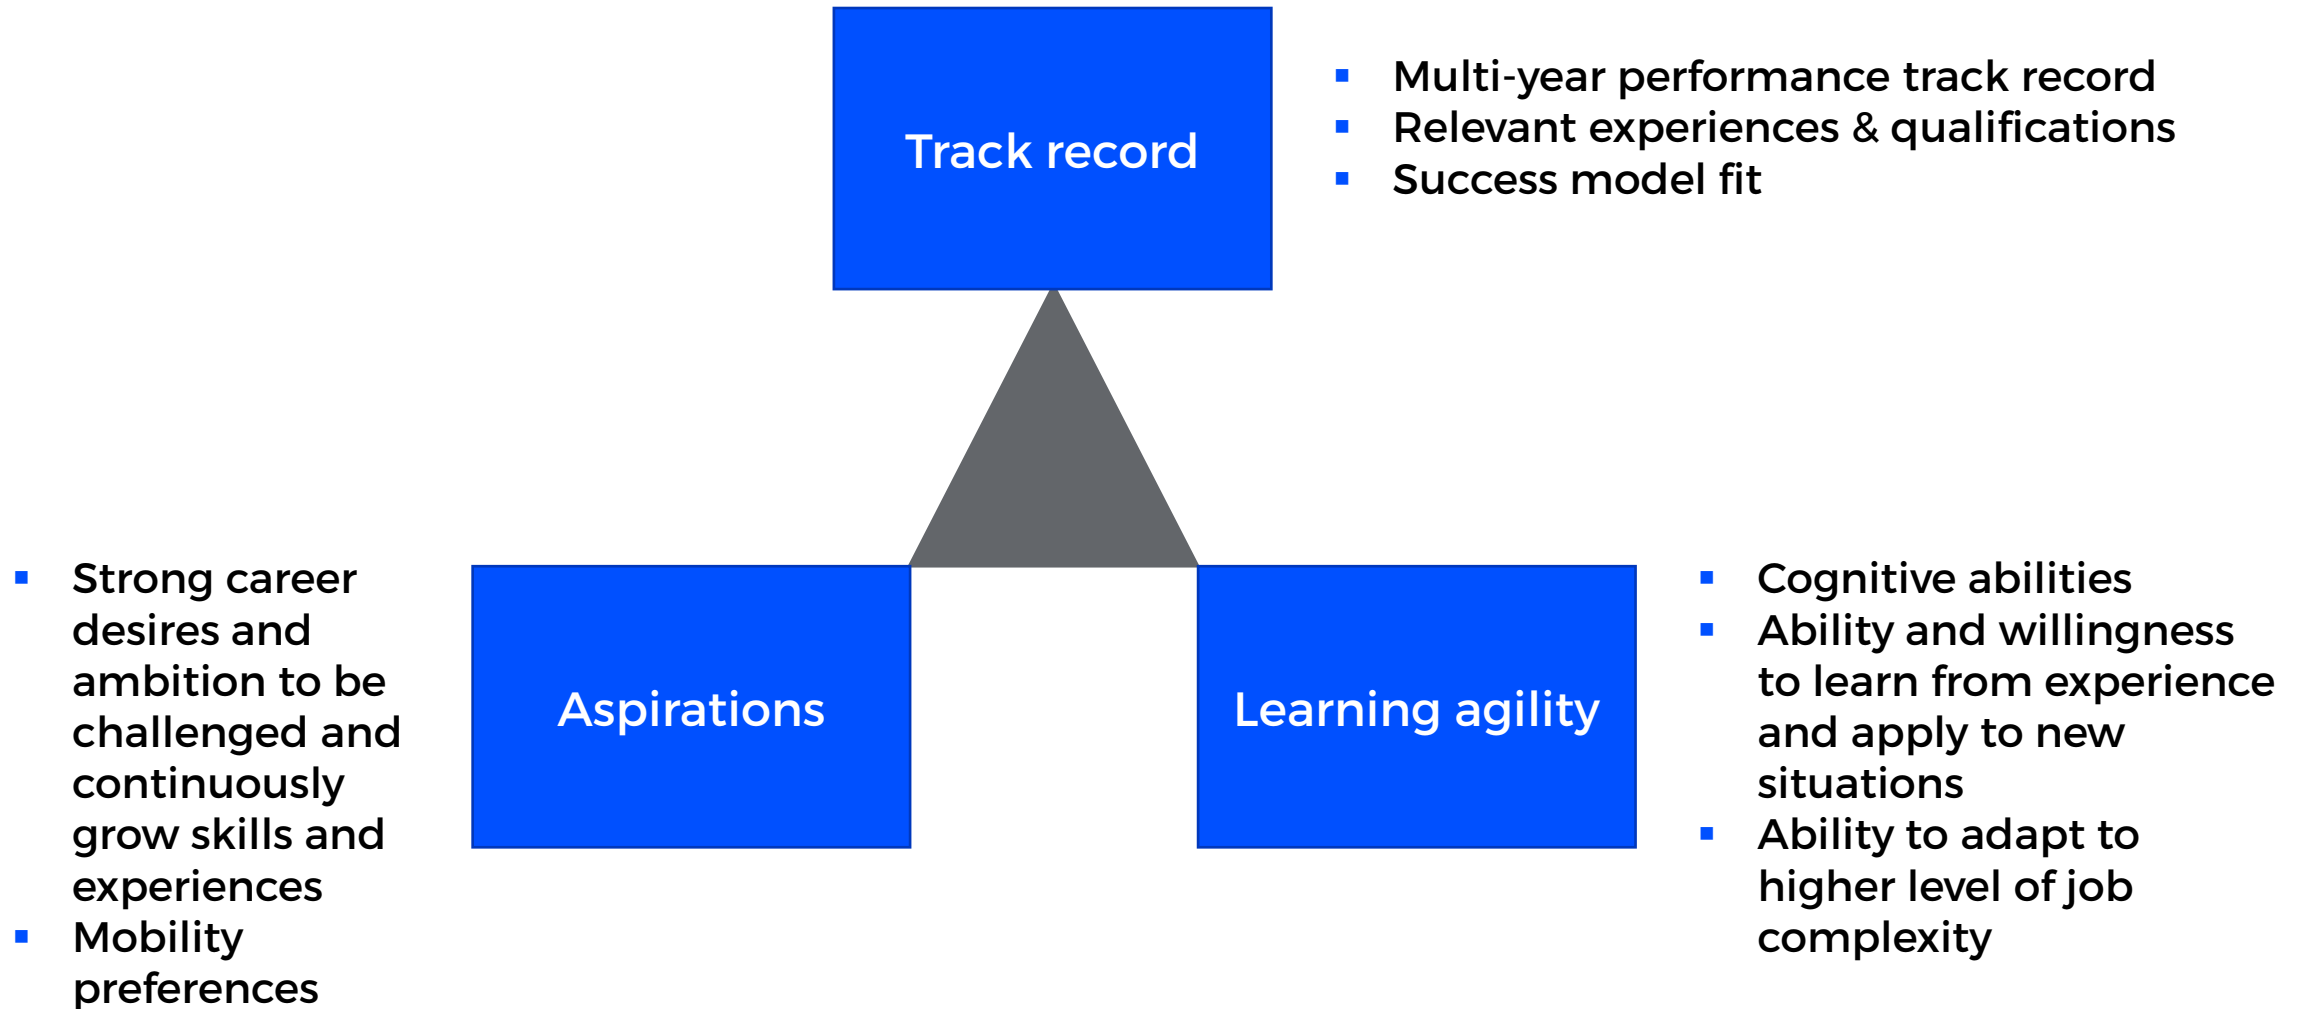 Track record
▪ Multi-year performance track record
▪ Relevant experiences & qualifications
▪ Success model fit
▪ Strong career
desires and
ambition to be
challenged and
continuously
grow skills and
experiences
▪ Mobility
preferences
Aspirations
Learning agility
▪ Cognitive abilities
▪ Ability and willingness
to learn from experience
and apply to new
situations
▪ Ability to adapt to
higher level of job
complexity